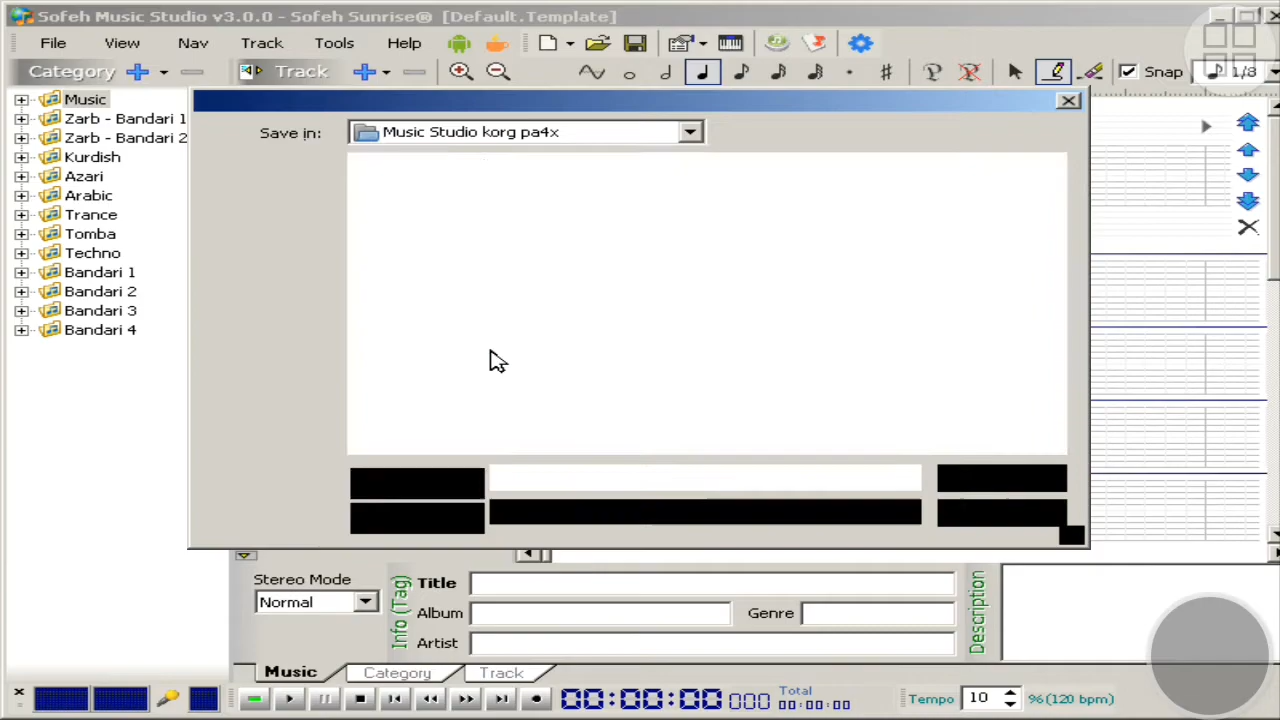 Sofeh Music Studio v3.0.0 - Sofeh Sunrise® [Default.Template]
File View Nav Track Tools Help
Category Track Snap 1/8
Music
Zarb - Bandari 1
Zarb - Bandari 2
Kurdish
Azari
Arabic
Trance
Tomba
Techno
Bandari 1
Bandari 2
Bandari 3
Bandari 4
Save in: Music Studio korg pa4x
Stereo Mode
Normal
Info (Tag)
Title
Album Genre
Artist
Description
Music Category Track
00:00:00 000 Total 00:00:00 Tempo 10 %(120 bpm)